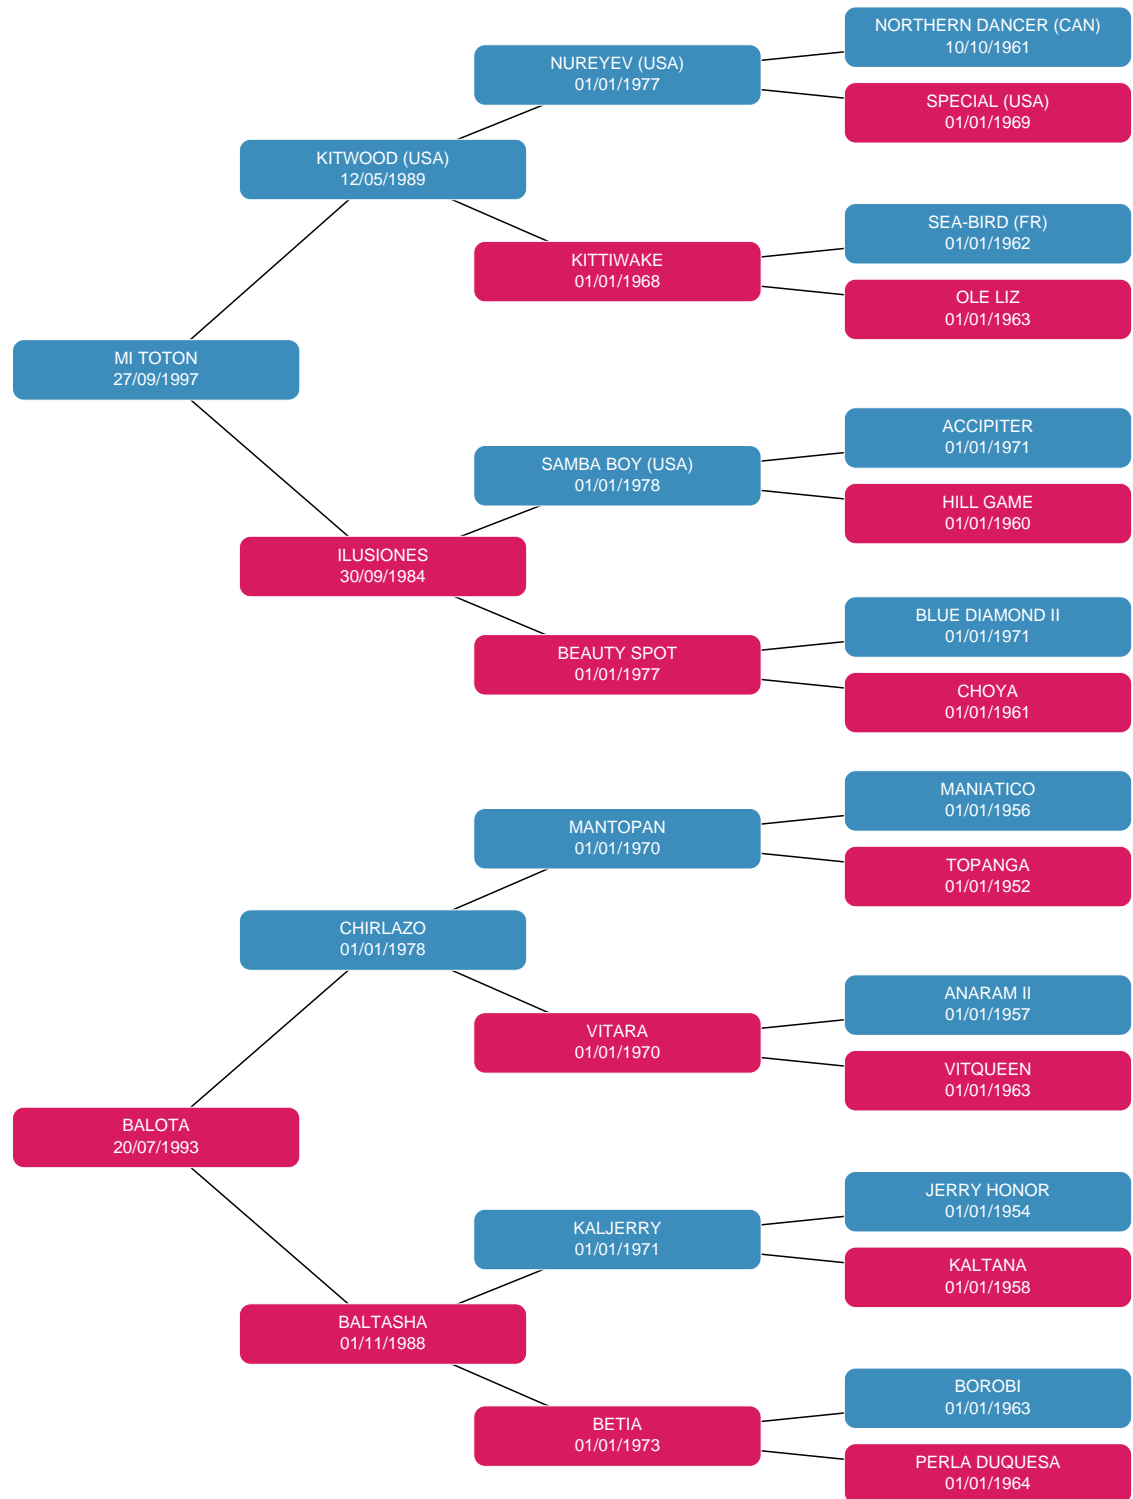 NORTHERN DANCER (CAN)
10/10/1961
NUREYEV (USA)
01/01/1977
SPECIAL (USA)
01/01/1969
KITWOOD (USA)
12/05/1989
SEA-BIRD (FR)
01/01/1962
KITTIWAKE
01/01/1968
OLE LIZ
01/01/1963
MI TOTON
27/09/1997
ACCIPITER
01/01/1971
SAMBA BOY (USA)
01/01/1978
HILL GAME
01/01/1960
ILUSIONES
30/09/1984
BLUE DIAMOND II
01/01/1971
BEAUTY SPOT
01/01/1977
CHOYA
01/01/1961
MANIATICO
01/01/1956
MANTOPAN
01/01/1970
TOPANGA
01/01/1952
CHIRLAZO
01/01/1978
ANARAM II
01/01/1957
VITARA
01/01/1970
VITQUEEN
01/01/1963
BALOTA
20/07/1993
JERRY HONOR
01/01/1954
KALJERRY
01/01/1971
KALTANA
01/01/1958
BALTASHA
01/11/1988
BOROBI
01/01/1963
BETIA
01/01/1973
PERLA DUQUESA
01/01/1964